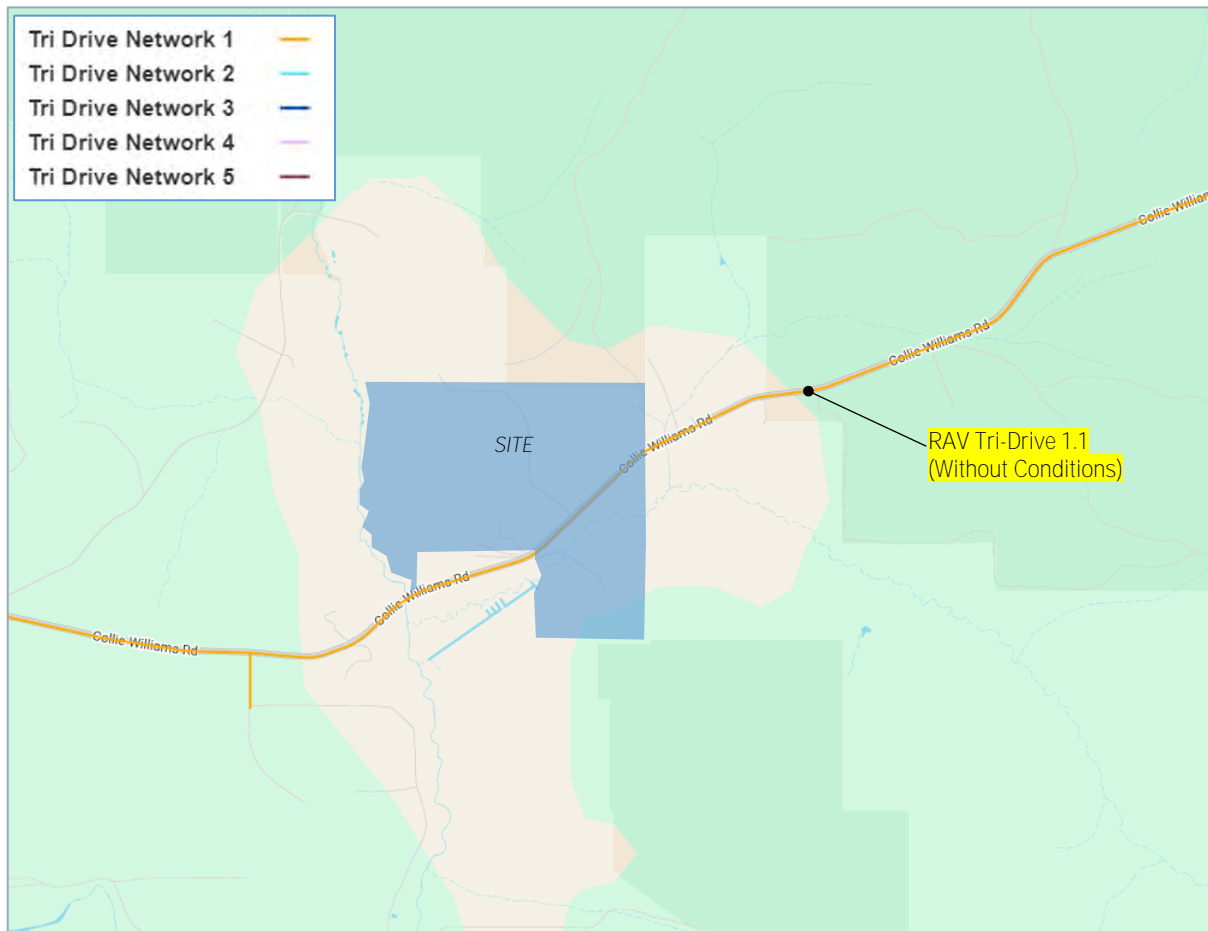 Tri Drive Network 1
Tri Drive Network 2
Tri Drive Network 3
Tri Drive Network 4
Tri Drive Network 5
Collie Willian
Collie Williams Rd
RAV Tri-Drive 1.1
(Without Conditions)
Collie Williams Rd
SITE
Collie Williams Rd
Collie Williams Rd